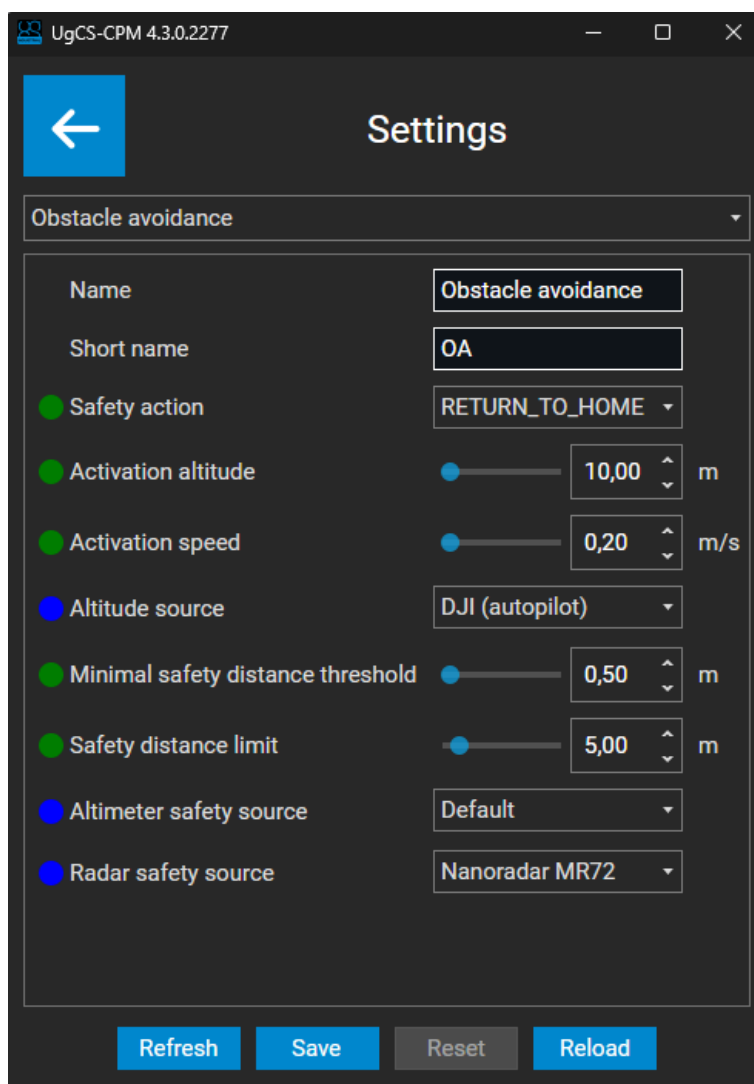 UgCS-CPM 4.3.0.2277
Settings
Obstacle avoidance
Name Obstacle avoidance
Short name OA
Safety action RETURN_TO_HOME
Activation altitude 10,00 m
Activation speed 0,20 m/s
Altitude source DJI (autopilot)
Minimal safety distance threshold 0,50 m
Safety distance limit 5,00 m
Altimeter safety source Default
Radar safety source Nanoradar MR72
Refresh Save Reset Reload